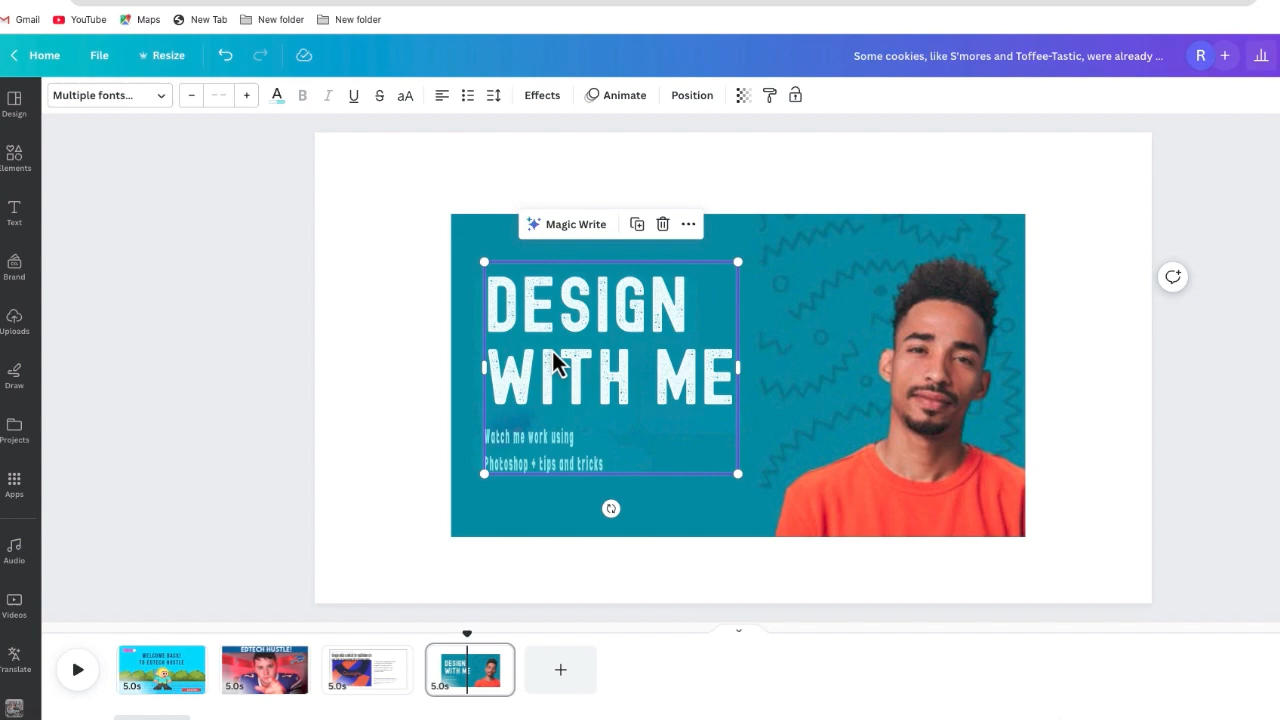 Gmail YouTube Maps New Tab New folder New folder
Home File Resize Some cookies, like S'mores and Toffee-Tastic, were already ... R +
Multiple fonts... − −− + A B I U S aA Effects Animate Position
Design
Elements
Text
Brand
Uploads
Draw
Projects
Apps
Audio
Videos
Translate
Magic Write
DESIGN
WITH ME
Watch me work using
Photoshop + tips and tricks
WELCOME BACK!
TO EDTECH HUSTLE
5.0s
EDTECH HUSTLE!
5.0s
5.0s
DESIGN
WITH ME
5.0s
+